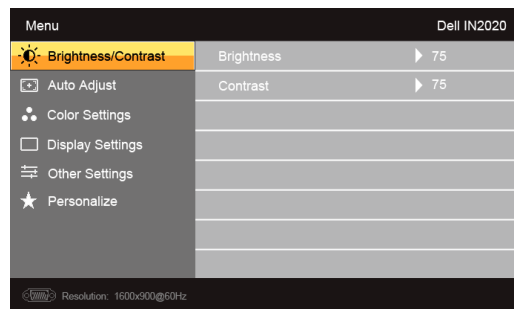 Menu Dell IN2020
Brightness/Contrast Brightness 75
Auto Adjust Contrast 75
Color Settings
Display Settings
Other Settings
Personalize
Resolution: 1600x900@60Hz